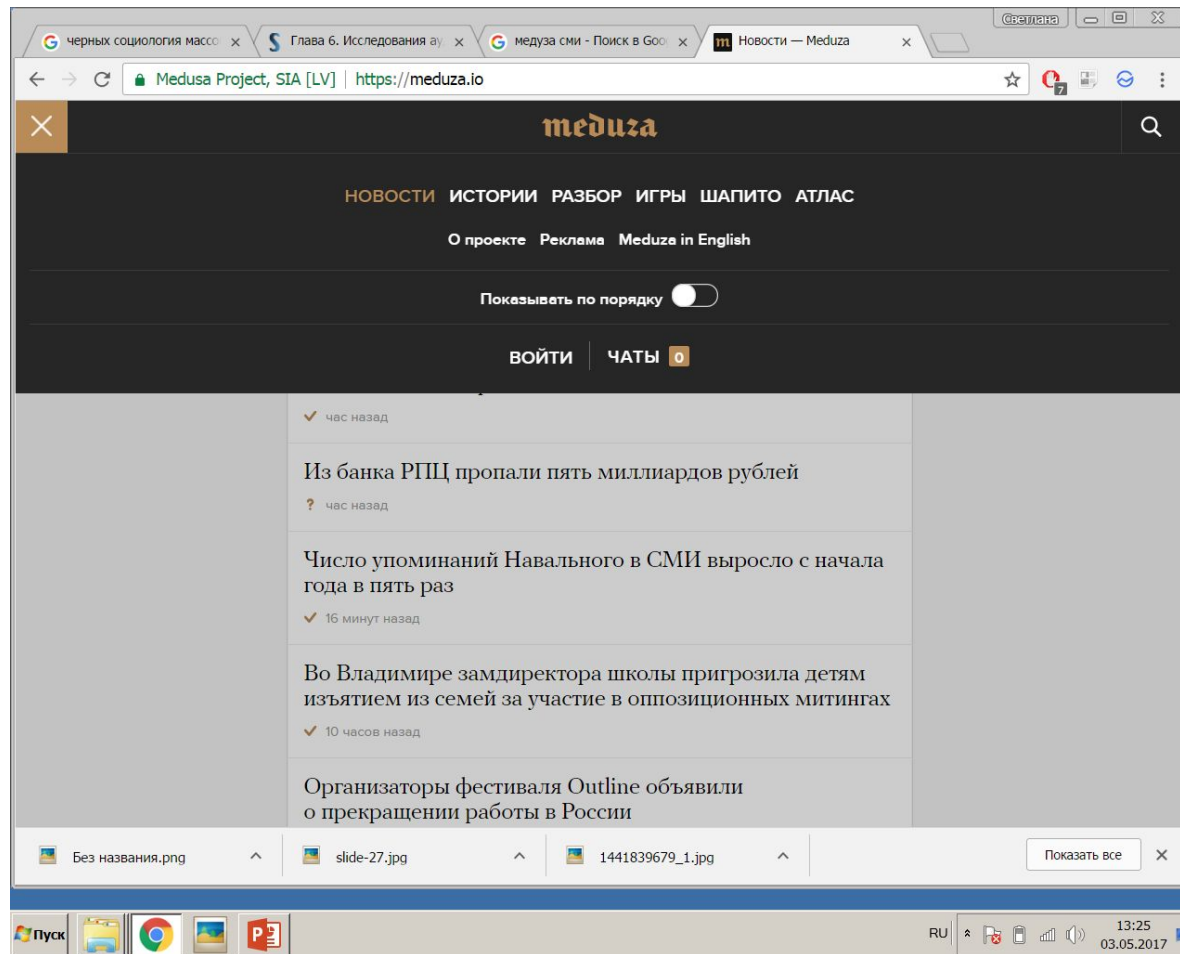 Светлана
черных социология массо
Глава 6. Исследования ау
медуза сми - Поиск в Goo
Новости — Meduza
Medusa Project, SIA [LV] | https://meduza.io
7
meduza
НОВОСТИ ИСТОРИИ РАЗБОР ИГРЫ ШАПИТО АТЛАС
О проекте Реклама Meduza in English
Показывать по порядку
ВОЙТИ ЧАТЫ 0
час назад
Из банка РПЦ пропали пять миллиардов рублей
? час назад
Число упоминаний Навального в СМИ выросло с начала
года в пять раз
16 минут назад
Во Владимире замдиректора школы пригрозила детям
изъятием из семей за участие в оппозиционных митингах
10 часов назад
Организаторы фестиваля Outline объявили
о прекращении работы в России
Без названия.png
slide-27.jpg
1441839679_1.jpg
Показать все
Пуск
RU
13:25
03.05.2017